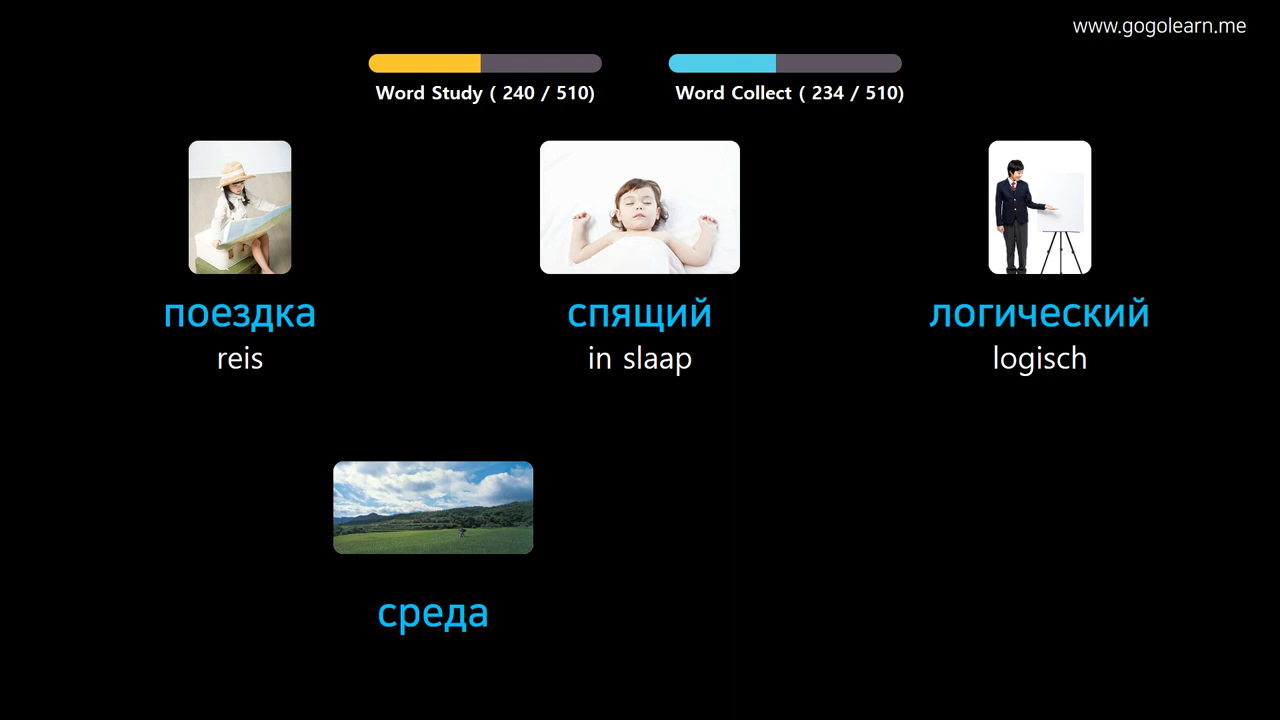 www.gogolearn.me
Word Study ( 240 / 510)
Word Collect ( 234 / 510)
поездка
reis
спящий
in slaap
логический
logisch
среда